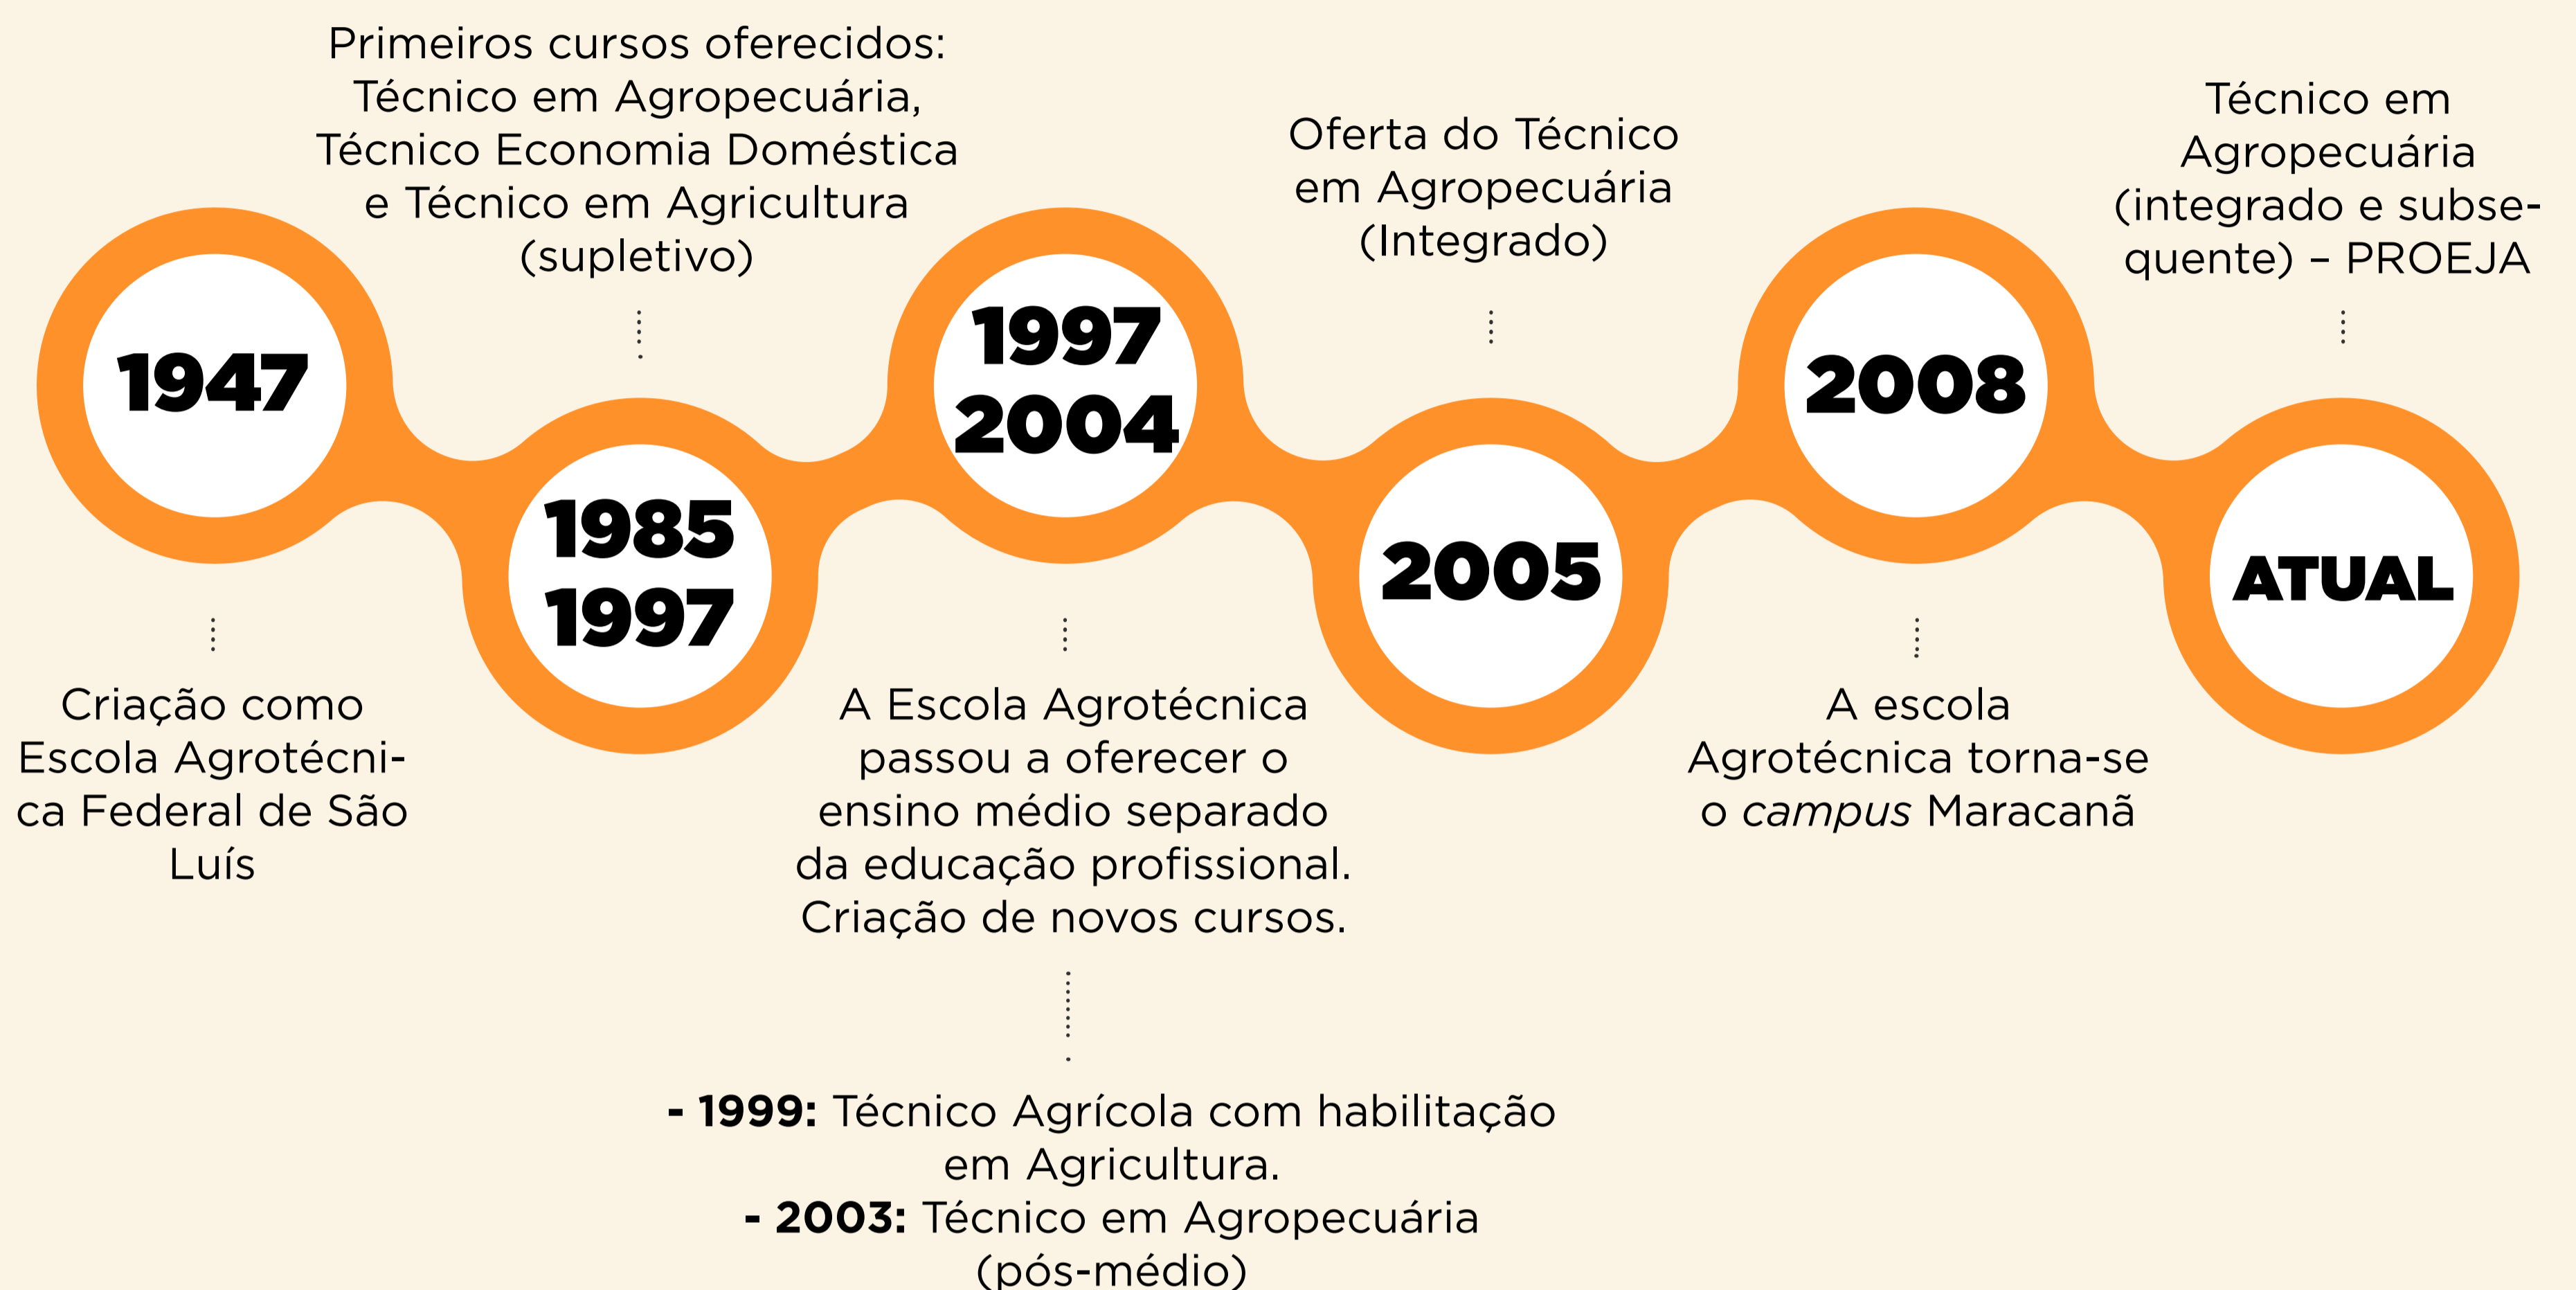 1947
Criação como
Escola Agrotécni-
ca Federal de São
Luís
Primeiros cursos oferecidos:
Técnico em Agropecuária,
Técnico Economia Doméstica
e Técnico em Agricultura
(supletivo)
1985
1997
1997
2004
A Escola Agrotécnica
passou a oferecer o
ensino médio separado
da educação profissional.
Criação de novos cursos.
- 1999: Técnico Agrícola com habilitação
em Agricultura.
- 2003: Técnico em Agropecuária
(pós-médio)
Oferta do Técnico
em Agropecuária
(Integrado)
2005
2008
A escola
Agrotécnica torna-se
o campus Maracanã
Técnico em
Agropecuária
(integrado e subse-
quente) – PROEJA
ATUAL